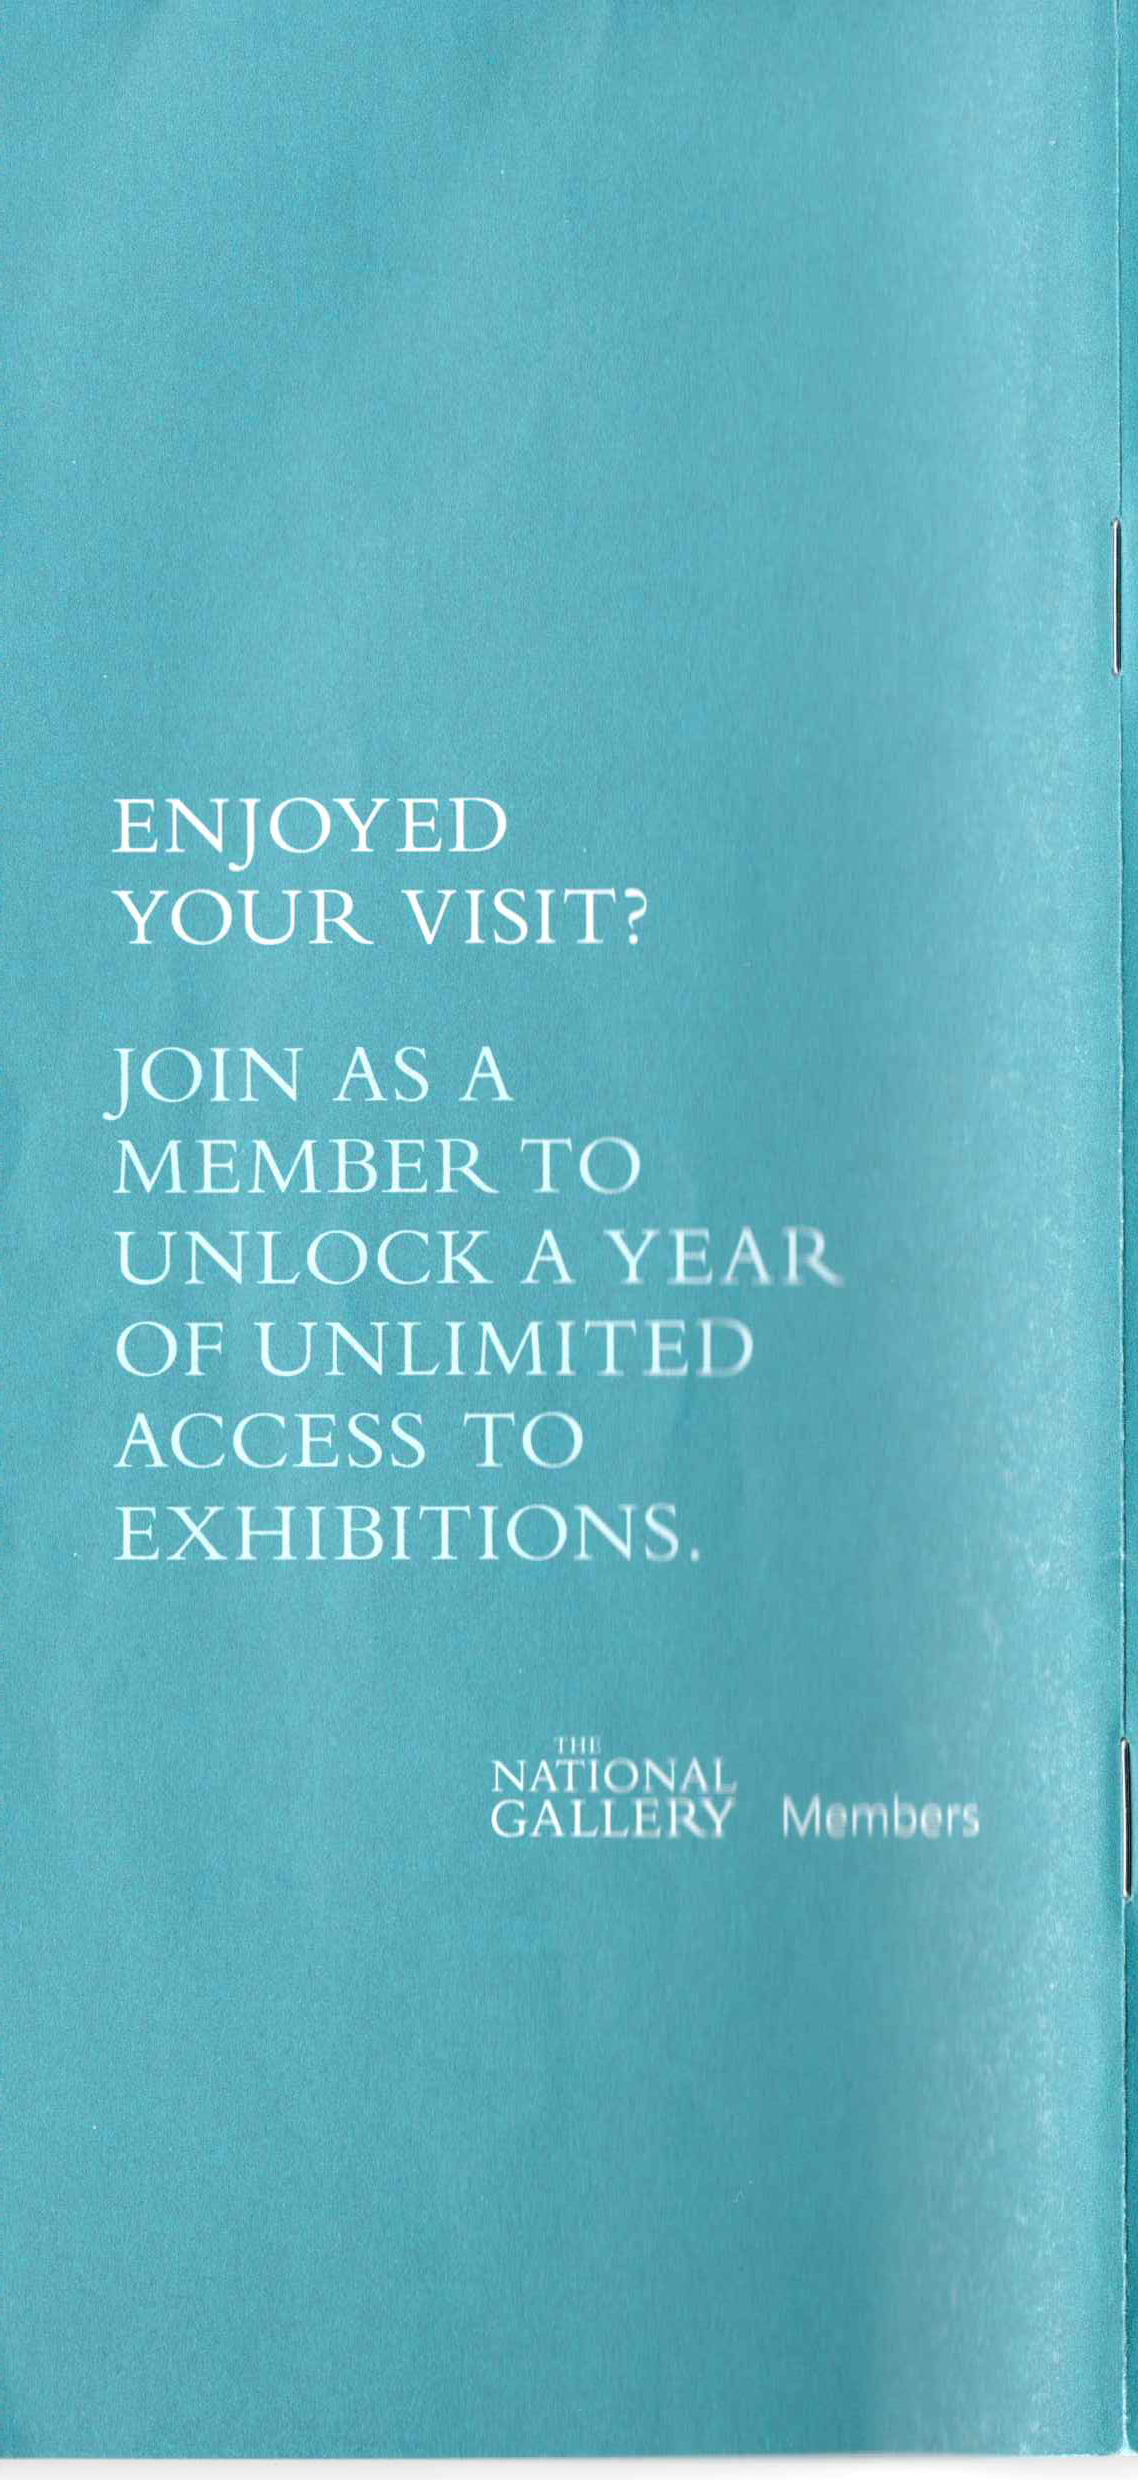 ENJOYED
YOUR VISIT?
JOIN AS A
MEMBER TO
UNLOCK A YEAR
OF UNLIMITED
ACCESS TO
EXHIBITIONS.
THE
NATIONAL
GALLERY Members